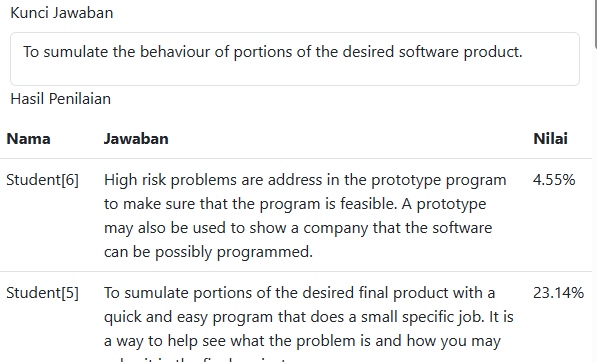 Kunci Jawaban
To sumulate the behaviour of portions of the desired software product.
Hasil Penilaian
Nama Jawaban Nilai
Student[6] High risk problems are address in the prototype program 4.55%
to make sure that the program is feasible. A prototype
may also be used to show a company that the software
can be possibly programmed.
Student[5] To sumulate portions of the desired final product with a 23.14%
quick and easy program that does a small specific job. It is
a way to help see what the problem is and how you may